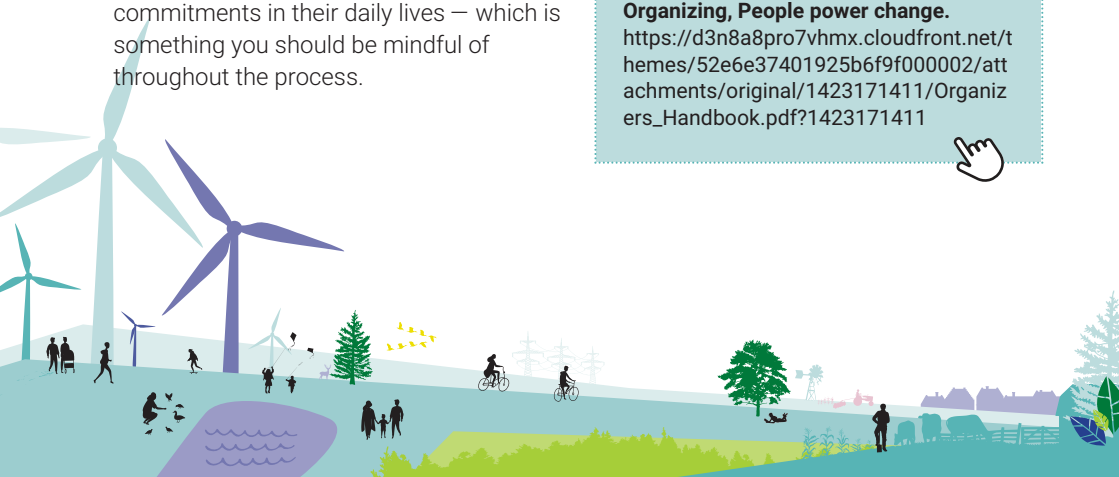 commitments in their daily lives — which is
something you should be mindful of
throughout the process.
Organizing, People power change.
https://d3n8a8pro7vhmx.cloudfront.net/t
hemes/52e6e37401925b6f9f000002/att
achments/original/1423171411/Organiz
ers_Handbook.pdf?1423171411